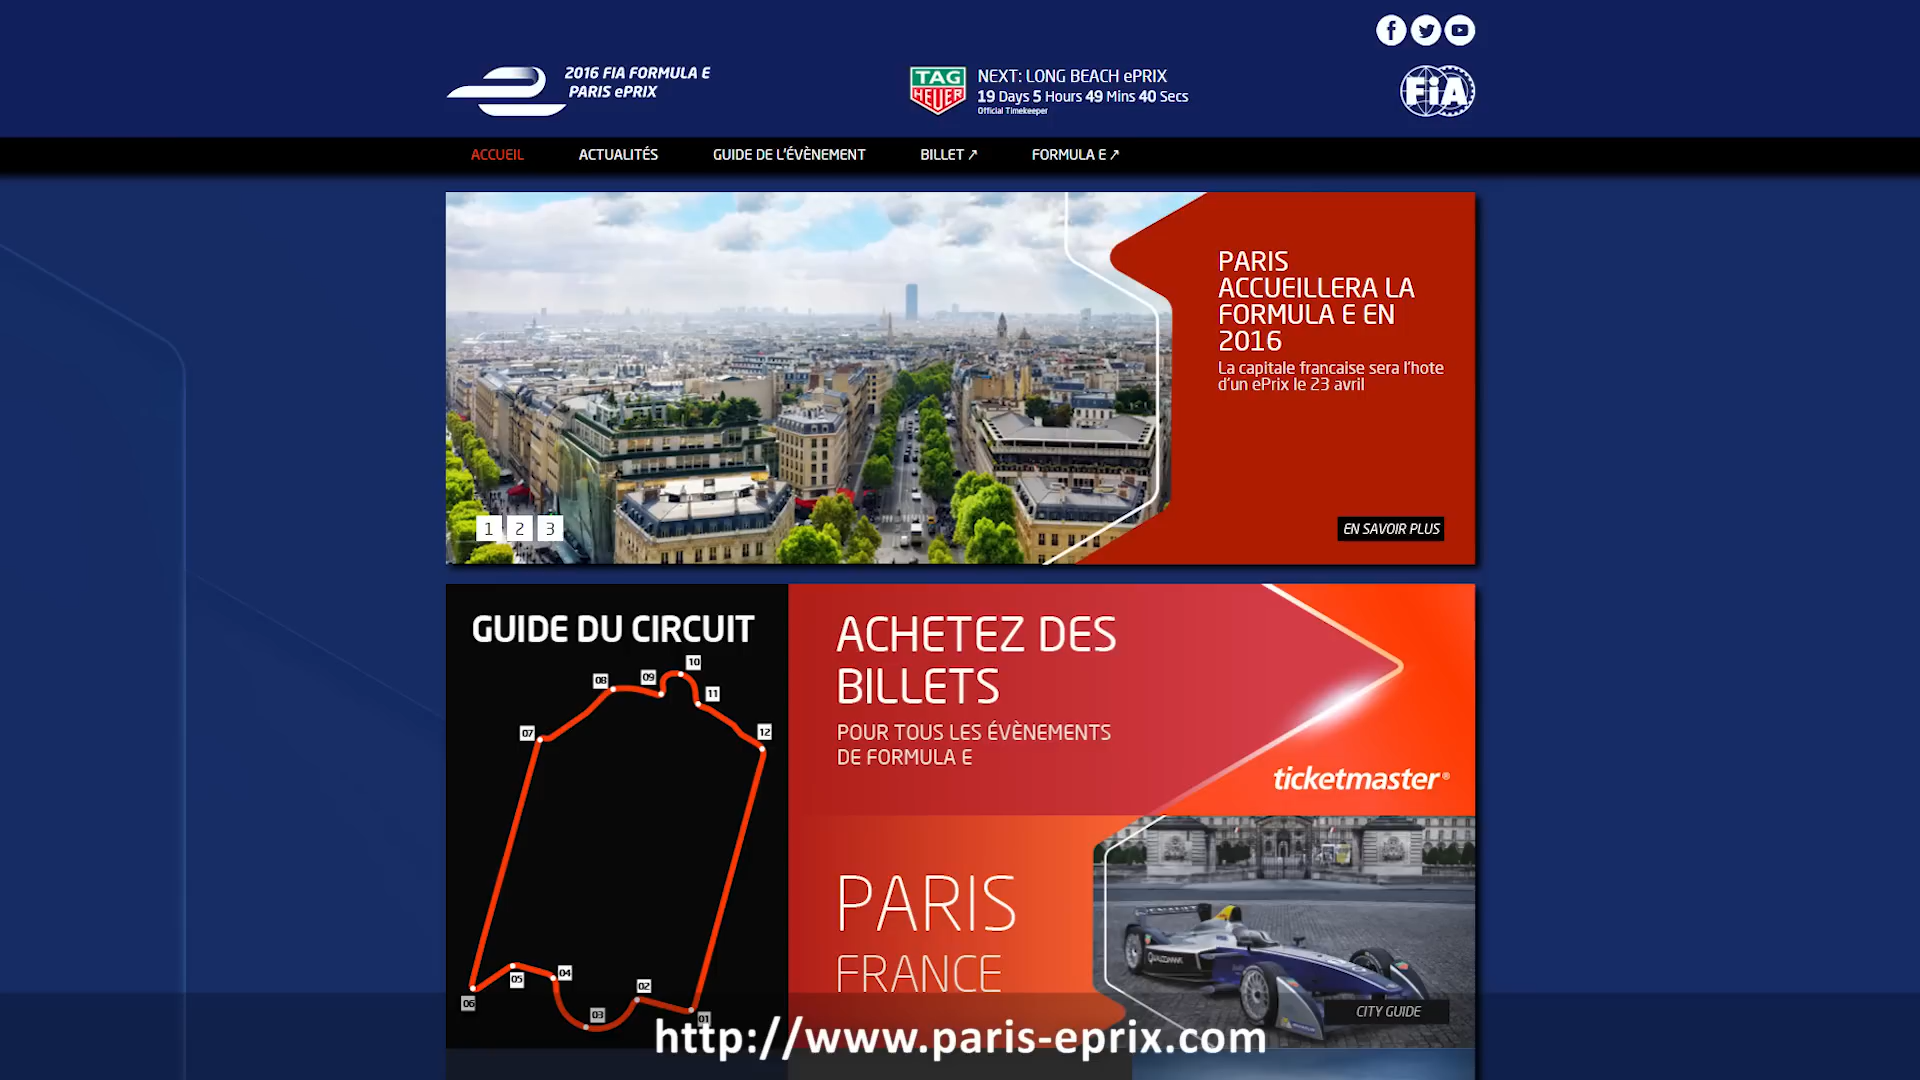 2016 FIA FORMULA E
PARIS ePRIX
TAG
HEUER
NEXT: LONG BEACH ePRIX
19 Days 5 Hours 49 Mins 40 Secs
Official Timekeeper
FIA
ACCUEIL
ACTUALITÉS
GUIDE DE L'ÉVÈNEMENT
BILLET ↗
FORMULA E ↗
PARIS
ACCUEILLERA LA
FORMULA E EN
2016
La capitale francaise sera l'hote
d'un ePrix le 23 avril
1 2 3
EN SAVOIR PLUS
GUIDE DU CIRCUIT
10
09
08
11
12
07
04
05
02
06
03
01
ACHETEZ DES
BILLETS
POUR TOUS LES ÉVÈNEMENTS
DE FORMULA E
ticketmaster®
PARIS
FRANCE
QUALCOMM
CITY GUIDE
http://www.paris-eprix.com